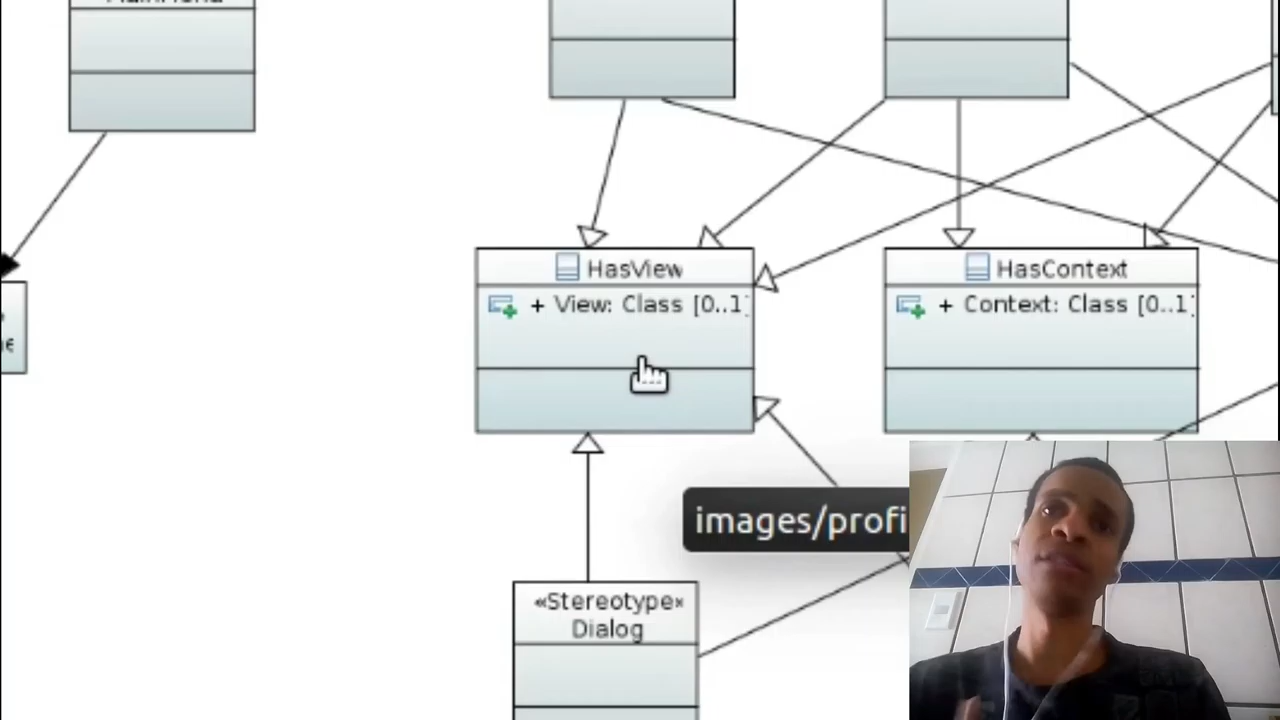 HasView
+ View: Class [0..1]
HasContext
+ Context: Class [0..1]
images/profi
«Stereotype»
Dialog